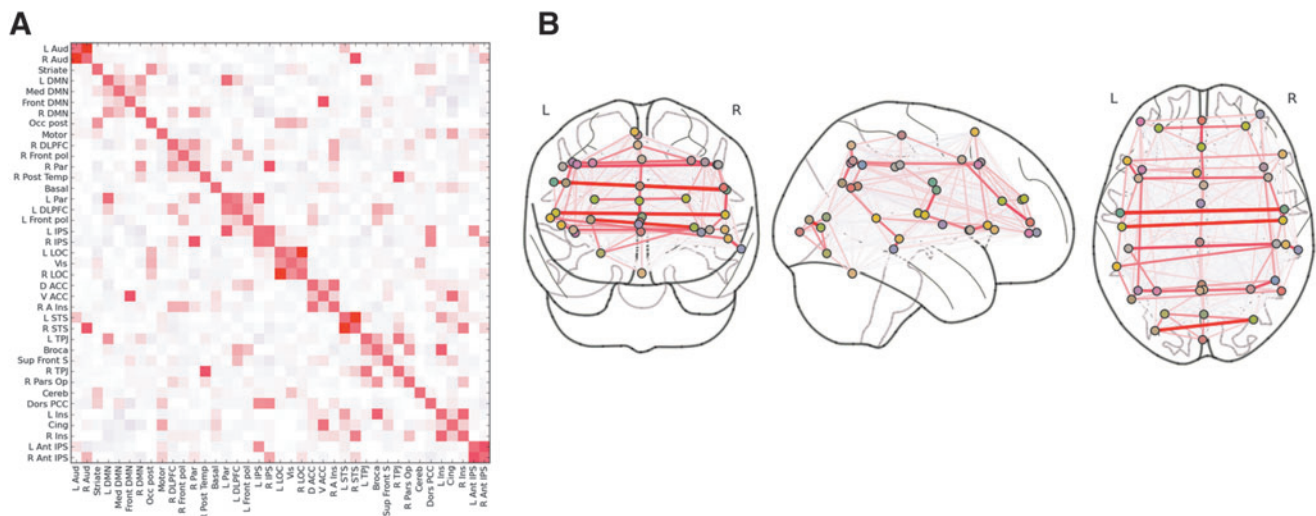 A
B
L Aud
R Aud
Striate
L DMN
Med DMN
Front DMN
R DMN
Occ post
Motor
R DLPFC
R Front pol
R Par
R Post Temp
Basal
L Par
L DLPFC
L Front pol
L IPS
R IPS
L LOC
Vis
R LOC
D ACC
V ACC
R A Ins
L STS
R STS
L TPJ
Broca
Sup Front S
R TPJ
R Pars Op
Cereb
Dors PCC
L Ins
Cing
R Ins
L Ant IPS
R Ant IPS
L Aud
R Aud
Striate
L DMN
Med DMN
Front DMN
R DMN
Occ post
Motor
R DLPFC
R Front pol
R Par
Post Temp
Basal
L Par
L DLPFC
L Front pol
L IPS
R IPS
L LOC
Vis
R LOC
D ACC
V ACC
R A Ins
L STS
R STS
L TPJ
Broca
Sup Front S
R TPJ
R Pars Op
Cereb
Dors PCC
L Ins
Cing
R Ins
L Ant IPS
R Ant IPS
L
R
L
R